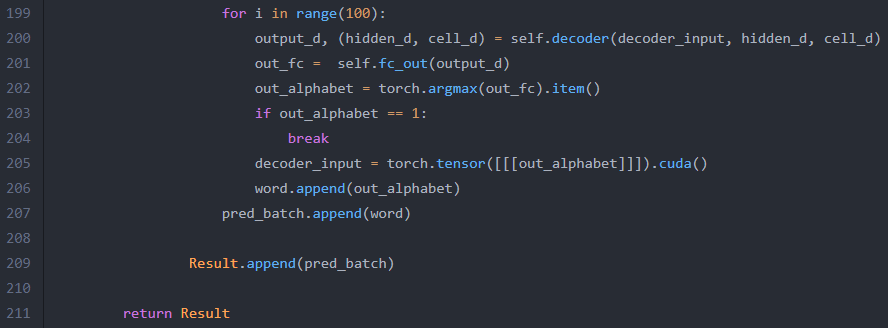 199 for i in range(100):
200 output_d, (hidden_d, cell_d) = self.decoder(decoder_input, hidden_d, cell_d)
201 out_fc =  self.fc_out(output_d)
202 out_alphabet = torch.argmax(out_fc).item()
203 if out_alphabet == 1:
204 break
205 decoder_input = torch.tensor([[[out_alphabet]]]).cuda()
206 word.append(out_alphabet)
207 pred_batch.append(word)
208
209 Result.append(pred_batch)
210
211 return Result